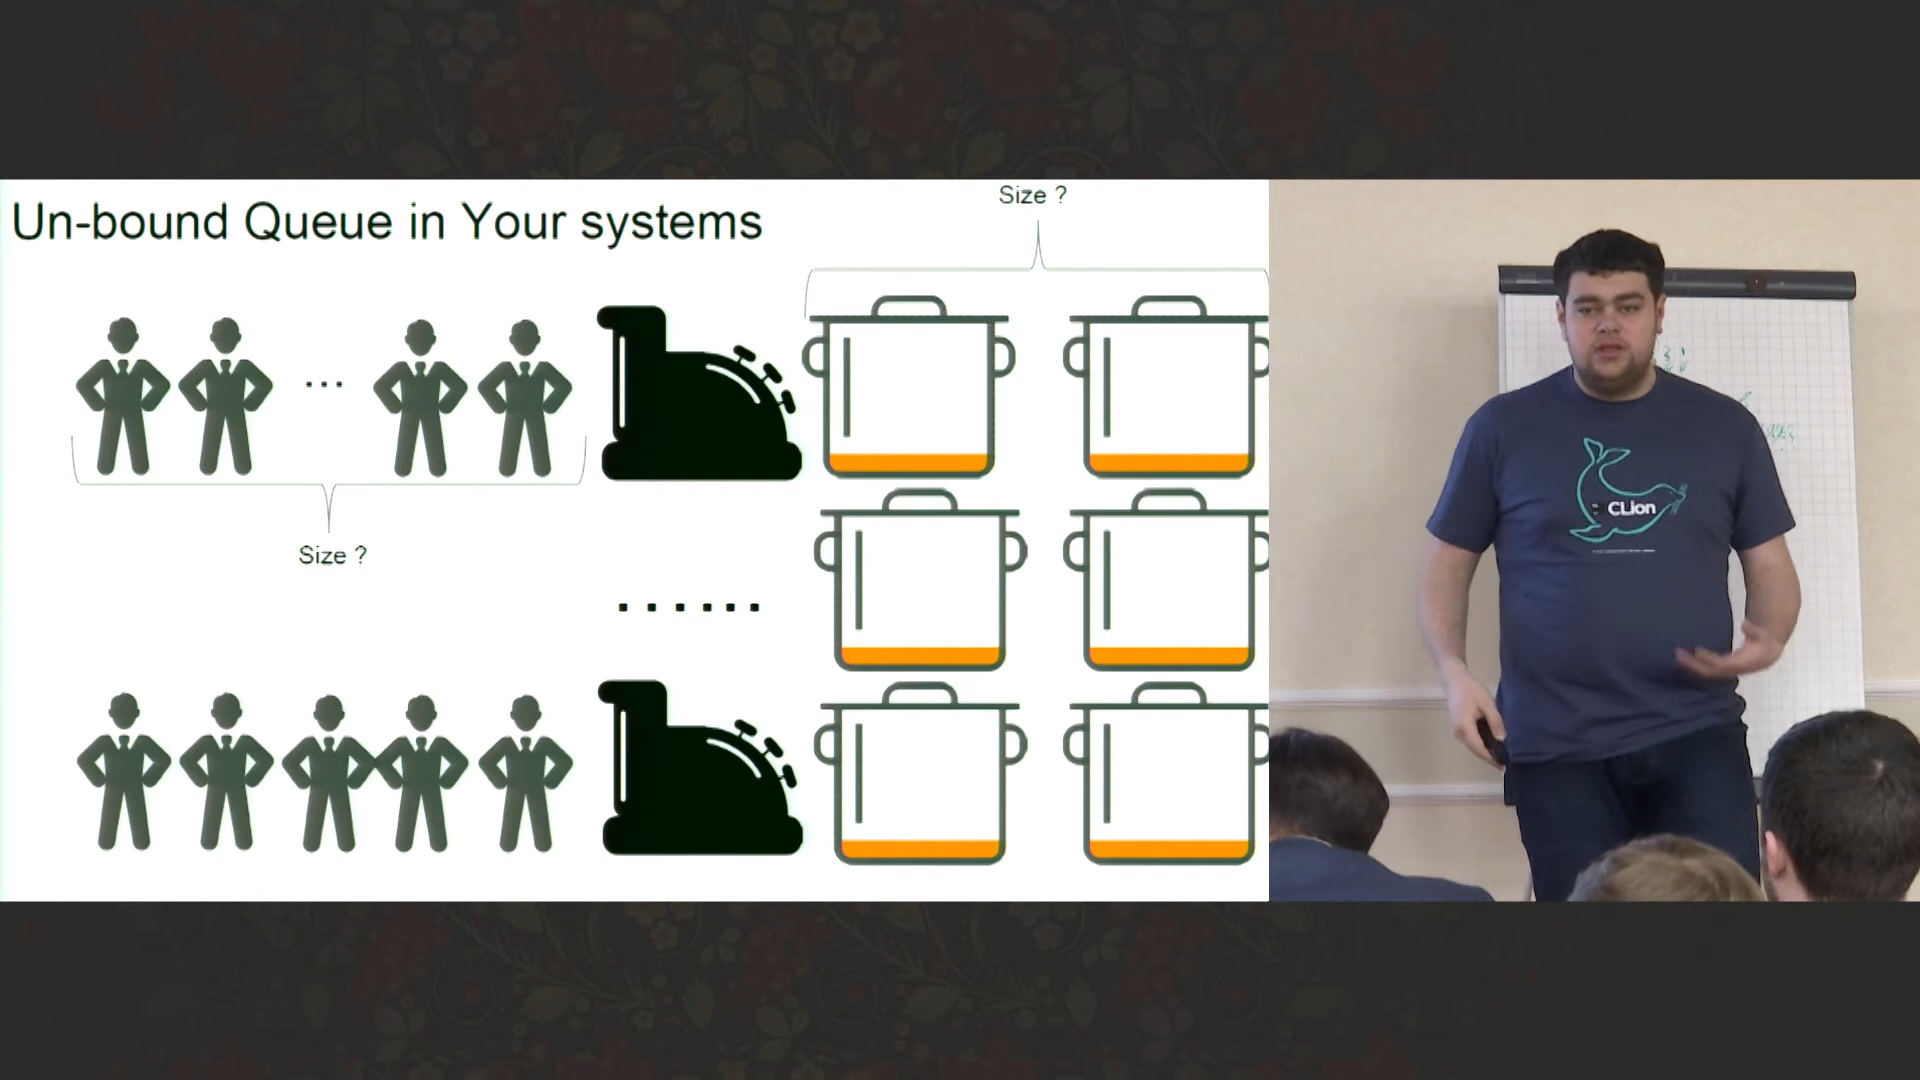 Un-bound Queue in Your systems
Size ?
...
Size ?
......
CLion